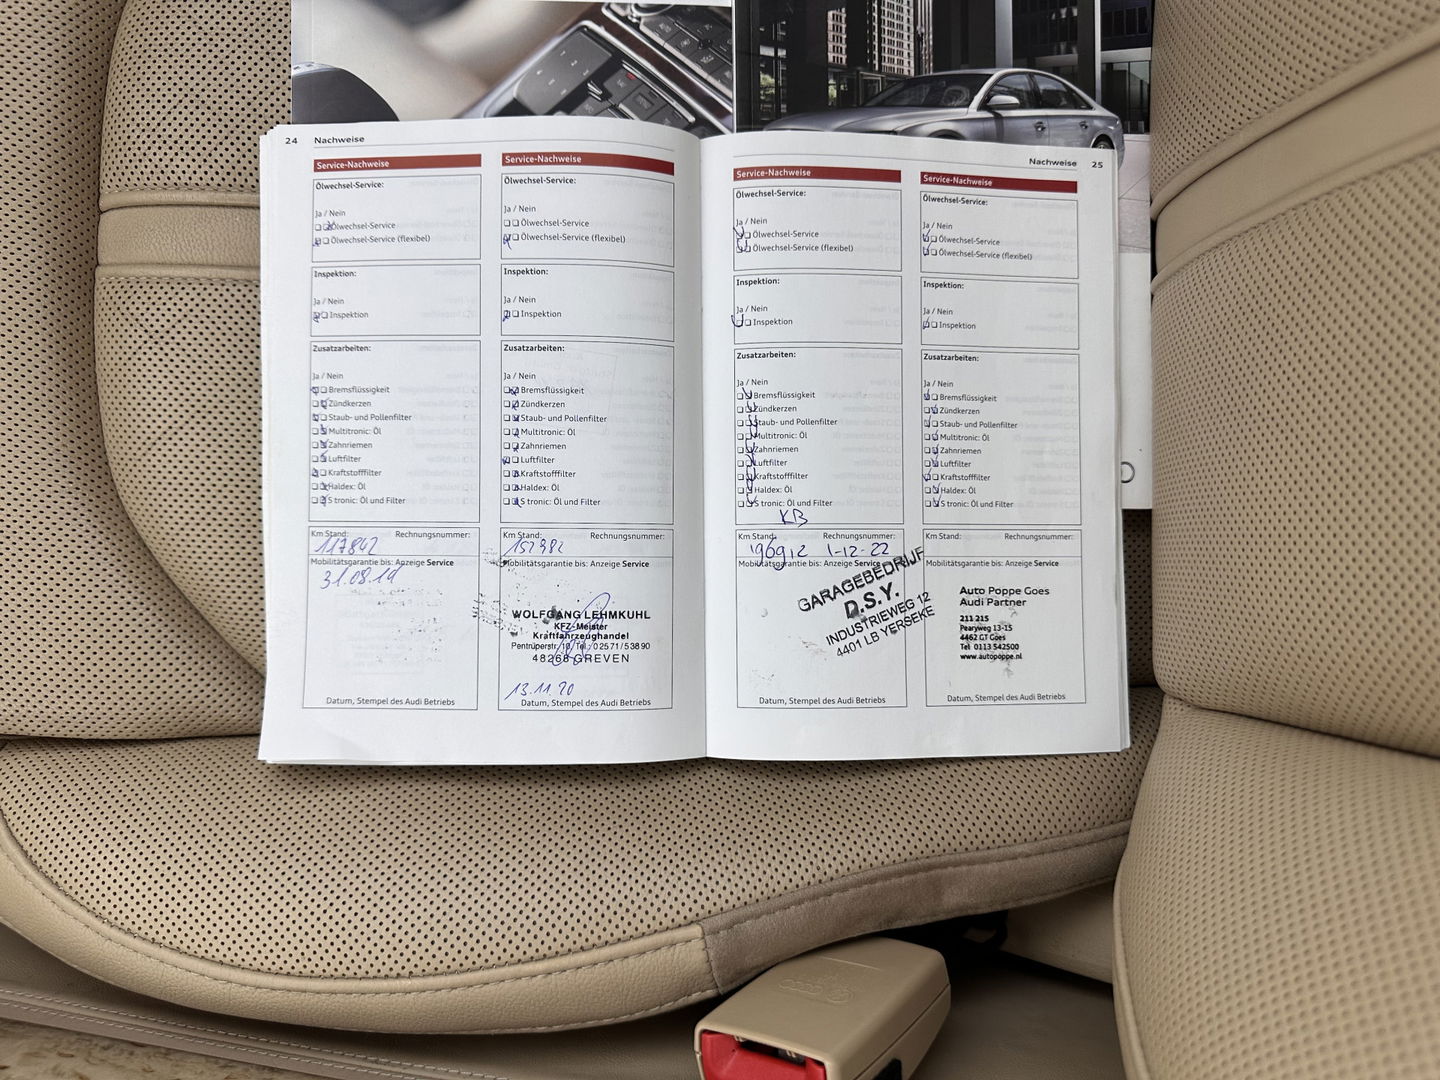 24 Nachweise
Service-Nachweise
Ölwechsel-Service:
Ja / Nein
Ölwechsel-Service
Ölwechsel-Service (flexibel)
Inspektion:
Ja / Nein
Inspektion
Zusatzarbeiten:
Ja / Nein
Bremsflüssigkeit
Zündkerzen
Staub- und Pollenfilter
Multitronic: Öl
Zahnriemen
Luftfilter
Kraftstofffilter
Haldex: Öl
S tronic: Öl und Filter
Km Stand: Rechnungsnummer:
117842
Mobilitätsgarantie bis: Anzeige Service
31.08.19
Datum, Stempel des Audi Betriebs
Service-Nachweise
Ölwechsel-Service:
Ja / Nein
Ölwechsel-Service
Ölwechsel-Service (flexibel)
Inspektion:
Ja / Nein
Inspektion
Zusatzarbeiten:
Ja / Nein
Bremsflüssigkeit
Zündkerzen
Staub- und Pollenfilter
Multitronic: Öl
Zahnriemen
Luftfilter
Kraftstofffilter
Haldex: Öl
S tronic: Öl und Filter
Km Stand: Rechnungsnummer:
152982
Mobilitätsgarantie bis: Anzeige Service
WOLFGANG LEHMKUHL
KFZ-Meister
Kraftfahrzeughandel
Pentrüperstr. 10, Tel.: 02571/53890
48268 GREVEN
13.11.20
Datum, Stempel des Audi Betriebs
Nachweise 25
Service-Nachweise
Ölwechsel-Service:
Ja / Nein
Ölwechsel-Service
Ölwechsel-Service (flexibel)
Inspektion:
Ja / Nein
Inspektion
Zusatzarbeiten:
Ja / Nein
Bremsflüssigkeit
Zündkerzen
Staub- und Pollenfilter
Multitronic: Öl
Zahnriemen
Luftfilter
Kraftstofffilter
Haldex: Öl
S tronic: Öl und Filter
KB
Km Stand: Rechnungsnummer:
196912 1-12-22
Mobilitätsgarantie bis: Anzeige Service
GARAGEBEDRIJF
D.S.Y.
INDUSTRIEWEG 12
4401 LB YERSEKE
Datum, Stempel des Audi Betriebs
Service-Nachweise
Ölwechsel-Service:
Ja / Nein
Ölwechsel-Service
Ölwechsel-Service (flexibel)
Inspektion:
Ja / Nein
Inspektion
Zusatzarbeiten:
Ja / Nein
Bremsflüssigkeit
Zündkerzen
Staub- und Pollenfilter
Multitronic: Öl
Zahnriemen
Luftfilter
Kraftstofffilter
Haldex: Öl
S tronic: Öl und Filter
Km Stand: Rechnungsnummer:
Mobilitätsgarantie bis: Anzeige Service
Auto Poppe Goes
Audi Partner
211 215
Pearyweg 13-15
4462 GT Goes
Tel 0113 542500
www.autopoppe.nl
Datum, Stempel des Audi Betriebs